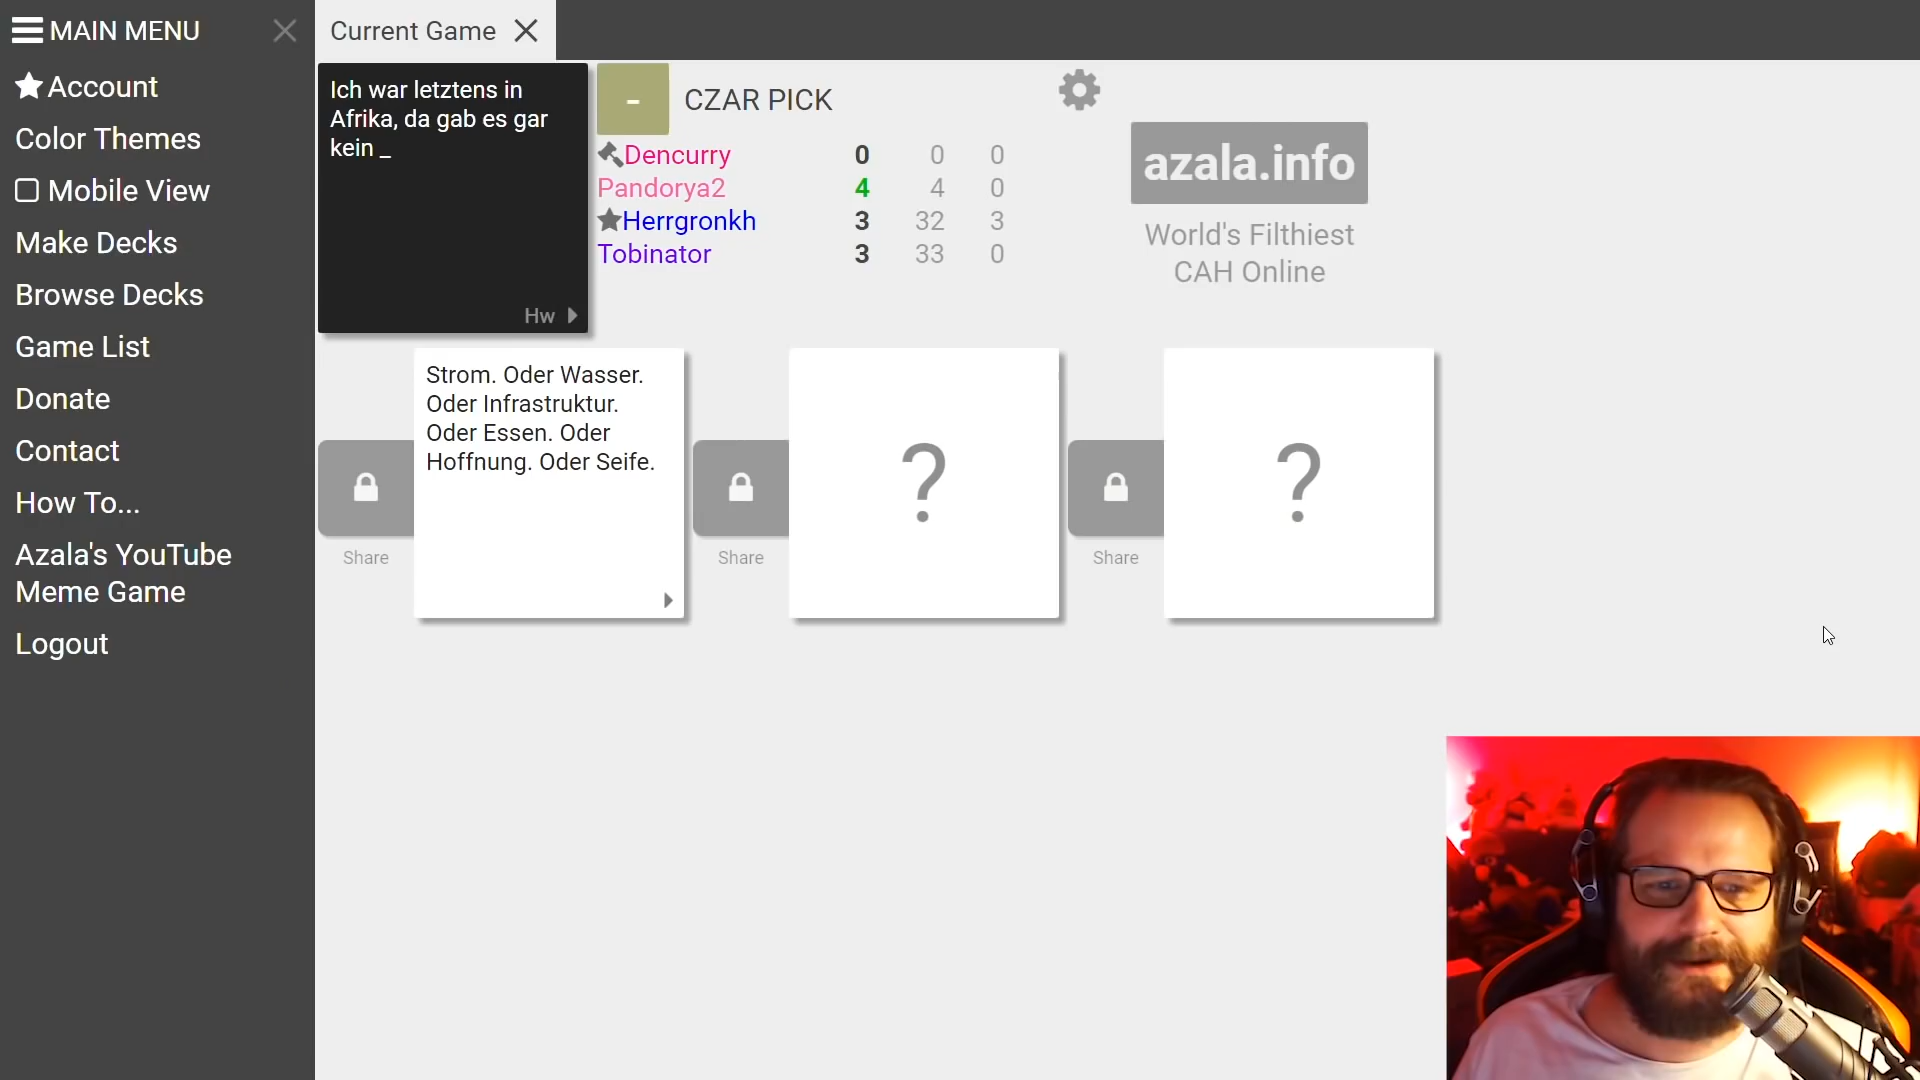 MAIN MENU
Account
Color Themes
Mobile View
Make Decks
Browse Decks
Game List
Donate
Contact
How To...
Azala's YouTube
Meme Game
Logout
Current Game
Ich war letztens in
Afrika, da gab es gar
kein _
Hw
-
CZAR PICK
Dencurry 0 0 0
Pandorya2 4 4 0
Herrgronkh 3 32 3
Tobinator 3 33 0
azala.info
World's Filthiest
CAH Online
Share
Strom. Oder Wasser.
Oder Infrastruktur.
Oder Essen. Oder
Hoffnung. Oder Seife.
Share
?
Share
?